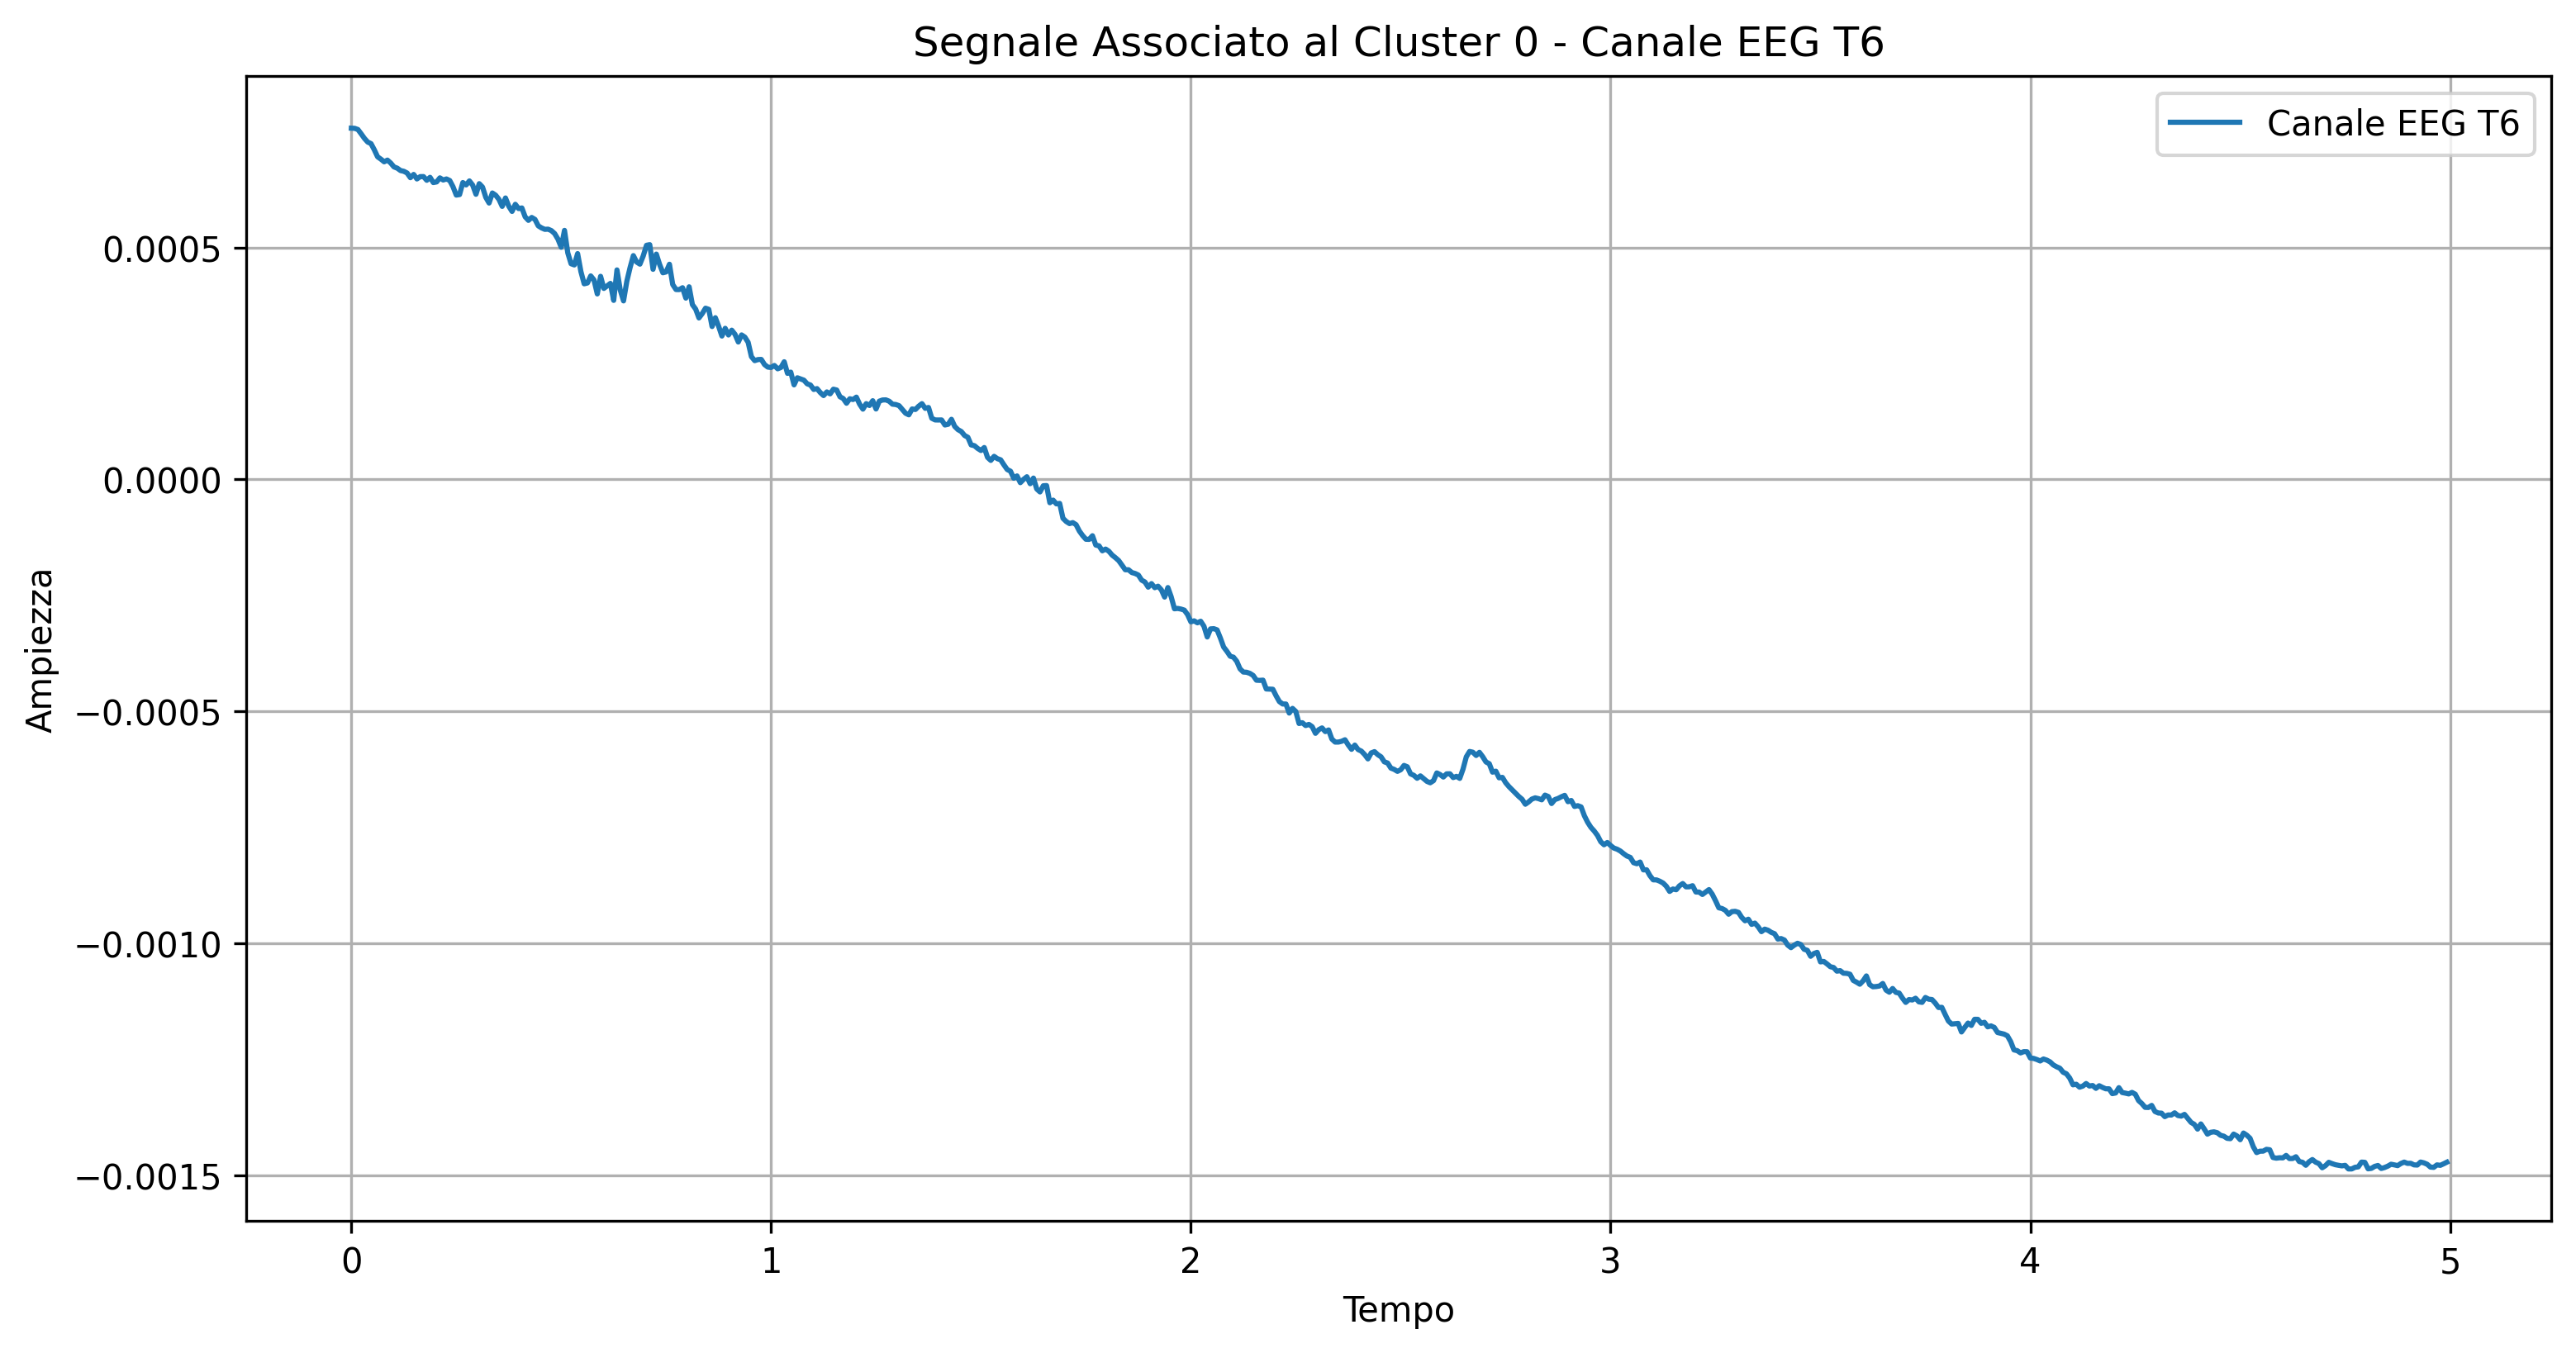 Segnale Associato al Cluster 0 - Canale EEG T6
Canale EEG T6
0.0005
0.0000
−0.0005
−0.0010
−0.0015
Ampiezza
0 1 2 3 4 5
Tempo